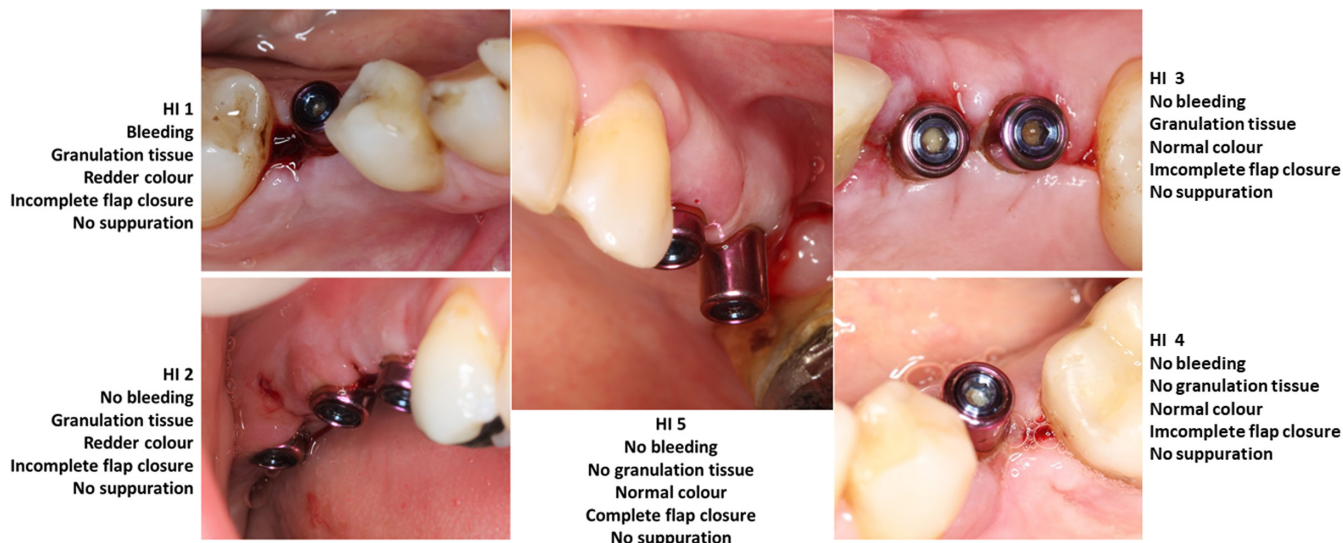 HI 1
Bleeding
Granulation tissue
Redder colour
Incomplete flap closure
No suppuration
HI 2
No bleeding
Granulation tissue
Redder colour
Incomplete flap closure
No suppuration
HI 5
No bleeding
No granulation tissue
Normal colour
Complete flap closure
No suppuration
HI 3
No bleeding
Granulation tissue
Normal colour
Imcomplete flap closure
No suppuration
HI 4
No bleeding
No granulation tissue
Normal colour
Imcomplete flap closure
No suppuration